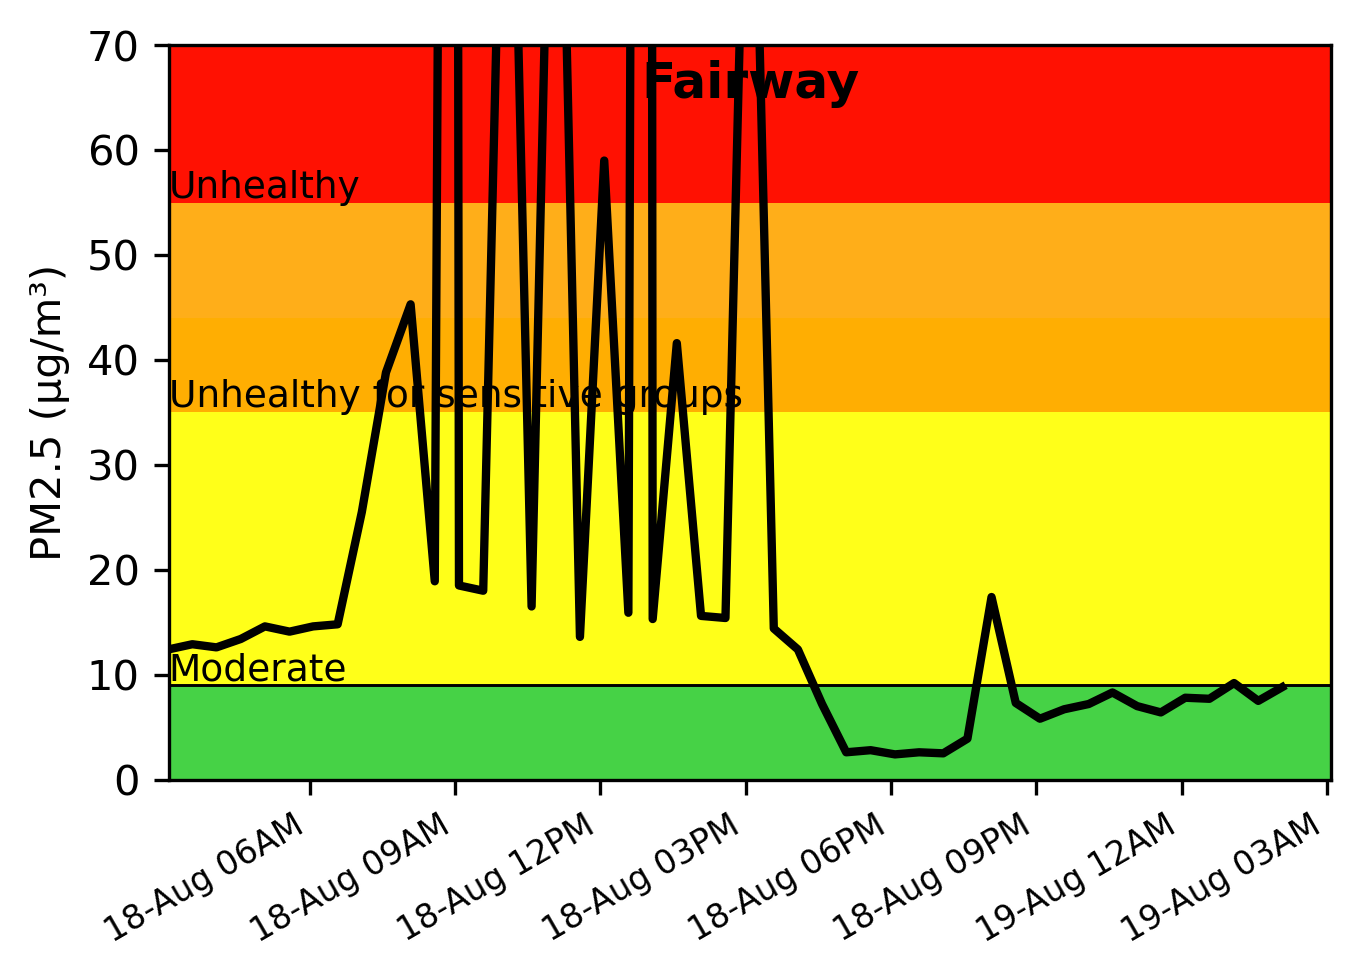 Fairway
70
60
50
40
30
20
10
0
PM2.5 (µg/m³)
Unhealthy
Unhealthy for sensitive groups
Moderate
18-Aug 06AM
18-Aug 09AM
18-Aug 12PM
18-Aug 03PM
18-Aug 06PM
18-Aug 09PM
19-Aug 12AM
19-Aug 03AM